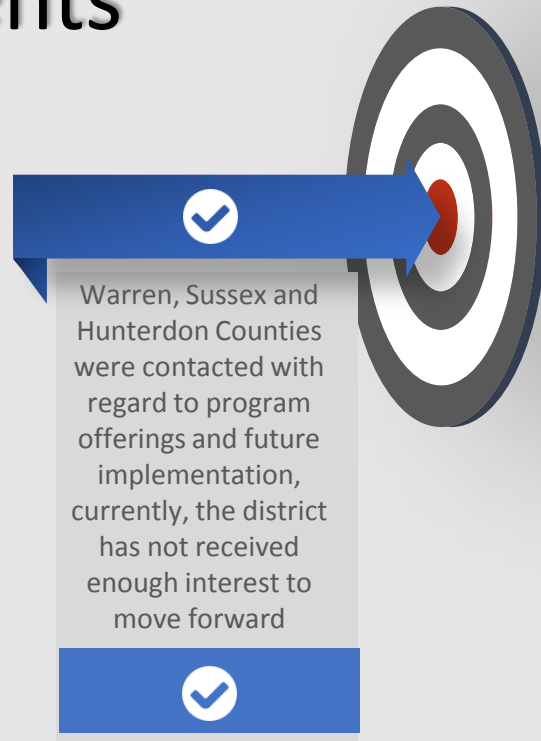 Warren, Sussex and
Hunterdon Counties
were contacted with
regard to program
offerings and future
implementation,
currently, the district
has not received
enough interest to
move forward